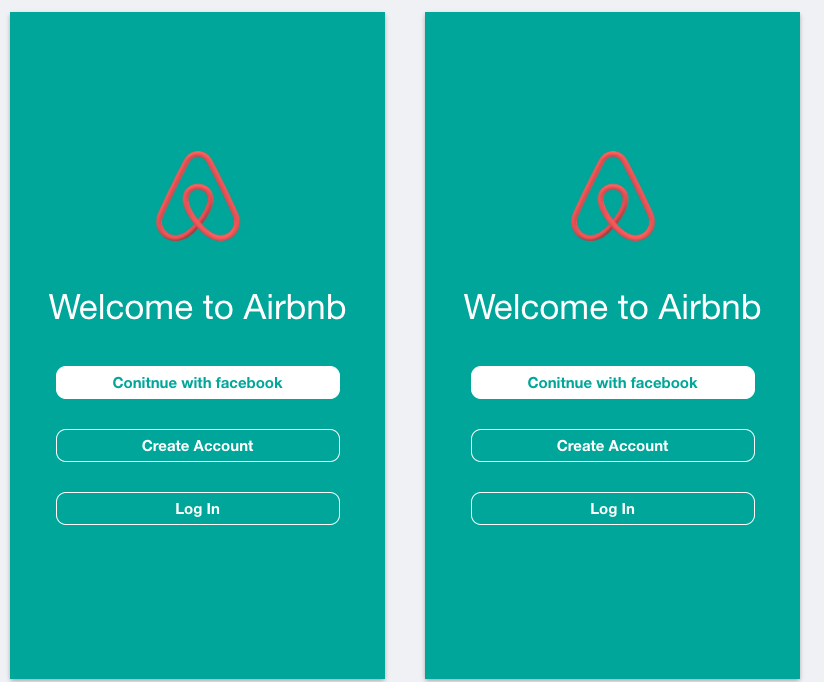 Welcome to Airbnb
Conitnue with facebook
Create Account
Log In
Welcome to Airbnb
Conitnue with facebook
Create Account
Log In